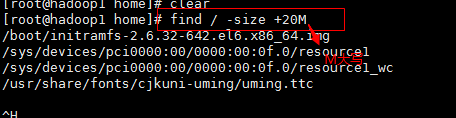 [root@hadoop1 home]# clear
[root@hadoop1 home]# find / -size +20M
/boot/initramfs-2.6.32-642.el6.x86_64.img
/sys/devices/pci0000:00/0000:00:0f.0/resource1
M大写
/sys/devices/pci0000:00/0000:00:0f.0/resource1_wc
/usr/share/fonts/cjkuni-uming/uming.ttc
^H